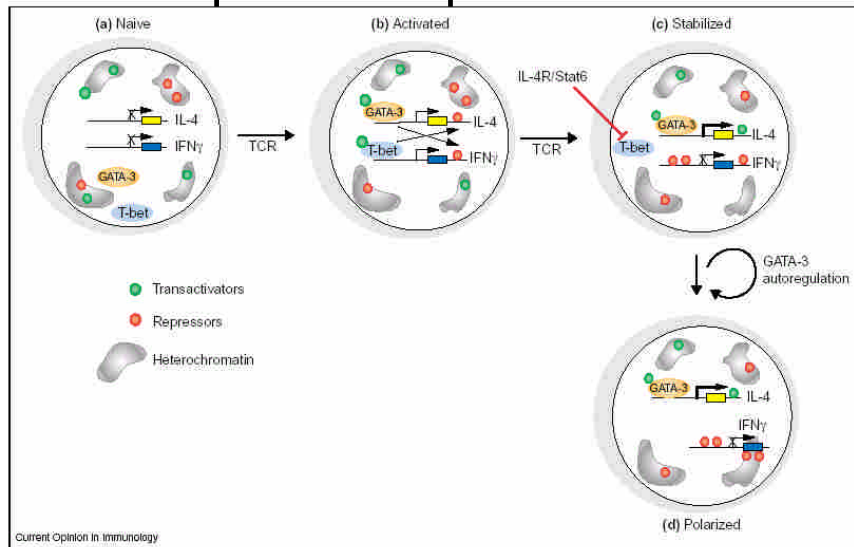 (a) Naive
IL-4
IFNγ
GATA-3
T-bet
TCR
(b) Activated
GATA-3
IL-4
T-bet
IFNγ
TCR
(c) Stabilized
IL-4R/Stat6
GATA-3
IL-4
T-bet
IFNγ
GATA-3
autoregulation
Transactivators
Repressors
Heterochromatin
GATA-3
IL-4
IFNγ
(d) Polarized
Current Opinion in Immunology